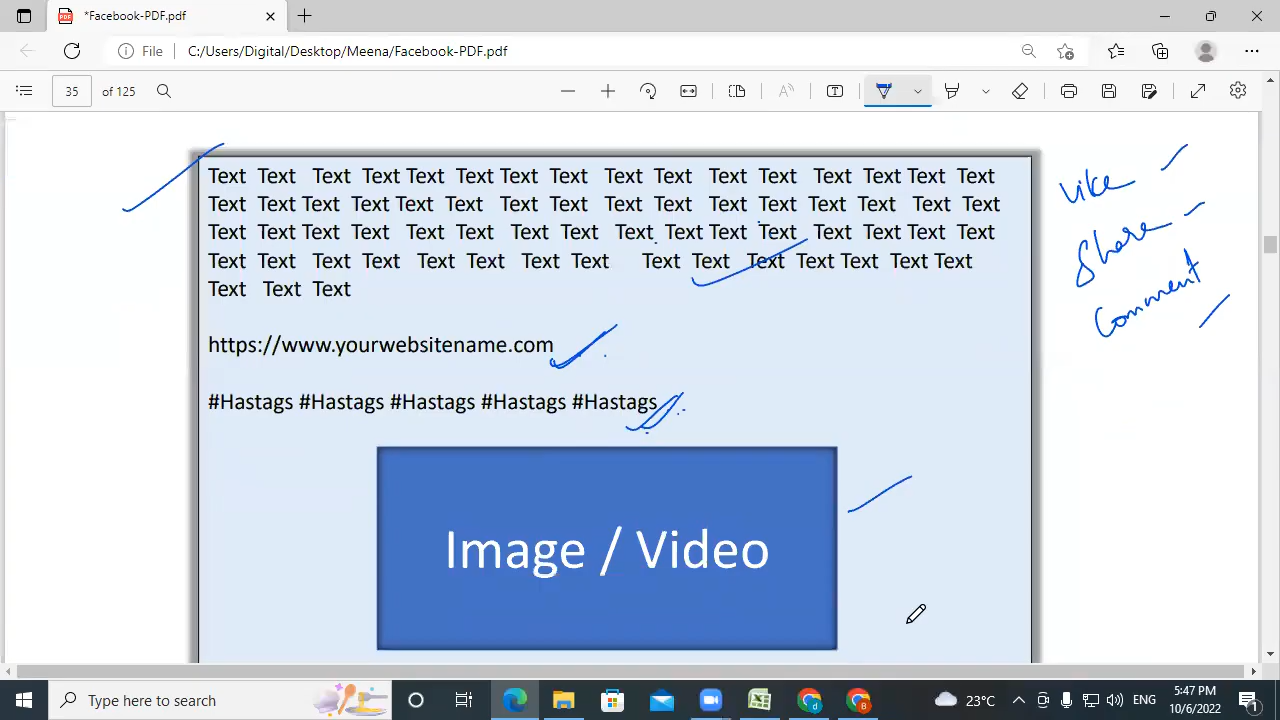 *Facebook-PDF.pdf
File C:/Users/Digital/Desktop/Meena/Facebook-PDF.pdf
35 of 125
Text Text Text Text Text Text Text Text Text Text Text Text Text Text Text Text
Text Text Text Text Text Text Text Text Text Text Text Text Text Text Text Text
Text Text Text Text Text Text Text Text Text Text Text Text Text Text Text Text
Text Text Text Text Text Text Text Text Text Text Text Text Text Text Text
Text Text Text
https://www.yourwebsitename.com
#Hastags #Hastags #Hastags #Hastags #Hastags
Image / Video
Like
Share
Comment
Type here to search
23°C
ENG
5:47 PM
10/6/2022
1